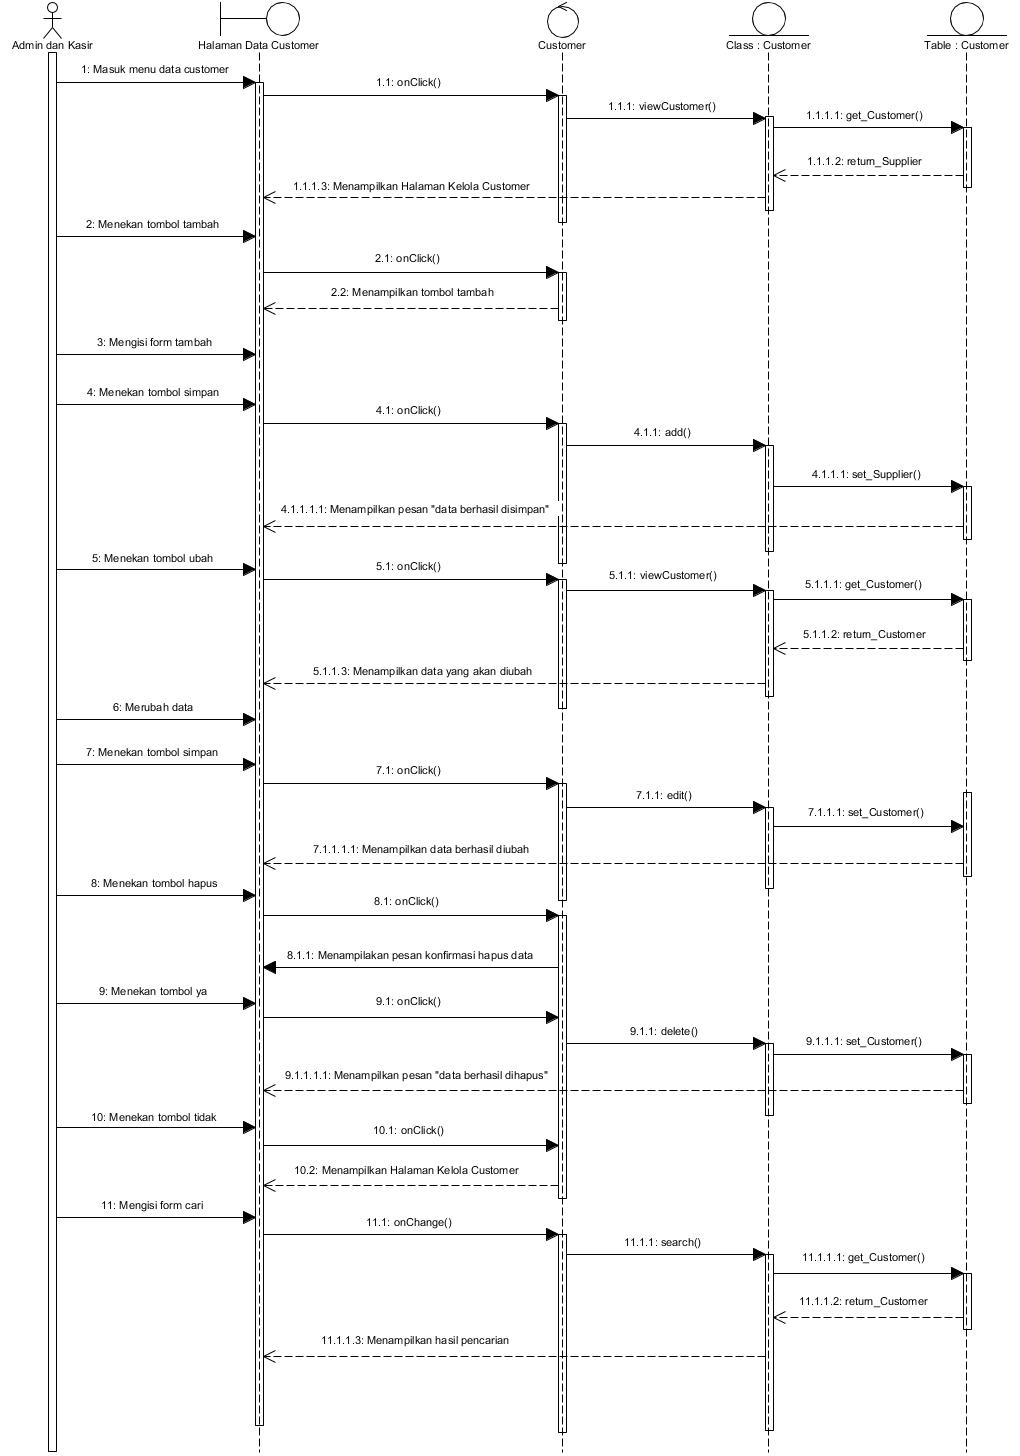 Admin dan Kasir
Halaman Data Customer
Customer
Class : Customer
Table : Customer
1: Masuk menu data customer
1.1: onClick()
1.1.1: viewCustomer()
1.1.1.1: get_Customer()
1.1.1.2: return_Supplier
1.1.1.3: Menampilkan Halaman Kelola Customer
2: Menekan tombol tambah
2.1: onClick()
2.2: Menampilkan tombol tambah
3: Mengisi form tambah
4: Menekan tombol simpan
4.1: onClick()
4.1.1: add()
4.1.1.1: set_Supplier()
4.1.1.1.1: Menampilkan pesan "data berhasil disimpan"
5: Menekan tombol ubah
5.1: onClick()
5.1.1: viewCustomer()
5.1.1.1: get_Customer()
5.1.1.2: return_Customer
5.1.1.3: Menampilkan data yang akan diubah
6: Merubah data
7: Menekan tombol simpan
7.1: onClick()
7.1.1: edit()
7.1.1.1: set_Customer()
7.1.1.1.1: Menampilkan data berhasil diubah
8: Menekan tombol hapus
8.1: onClick()
8.1.1: Menampilakan pesan konfirmasi hapus data
9: Menekan tombol ya
9.1: onClick()
9.1.1: delete()
9.1.1.1: set_Customer()
9.1.1.1.1: Menampilkan pesan "data berhasil dihapus"
10: Menekan tombol tidak
10.1: onClick()
10.2: Menampilkan Halaman Kelola Customer
11: Mengisi form cari
11.1: onChange()
11.1.1: search()
11.1.1.1: get_Customer()
11.1.1.2: return_Customer
11.1.1.3: Menampilkan hasil pencarian